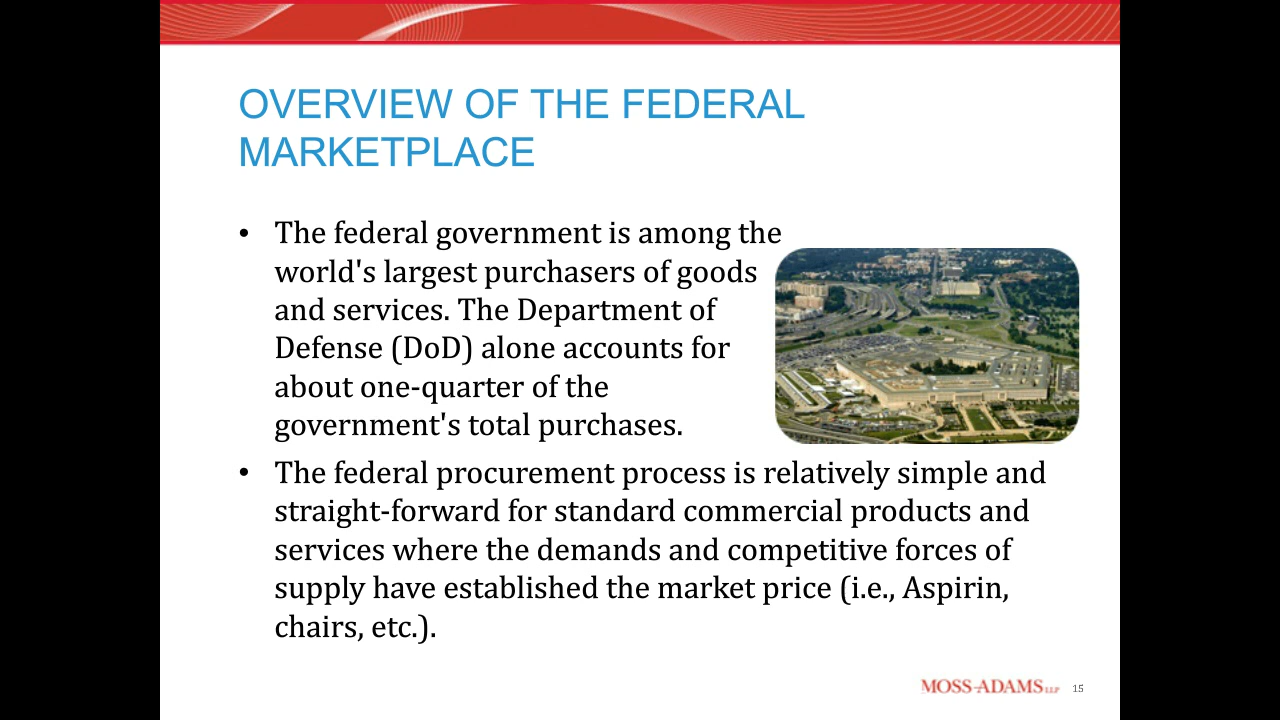 OVERVIEW OF THE FEDERAL
MARKETPLACE
• The federal government is among the
world's largest purchasers of goods
and services. The Department of
Defense (DoD) alone accounts for
about one-quarter of the
government's total purchases.
• The federal procurement process is relatively simple and
straight-forward for standard commercial products and
services where the demands and competitive forces of
supply have established the market price (i.e., Aspirin,
chairs, etc.).
MOSS-ADAMS LLP 15